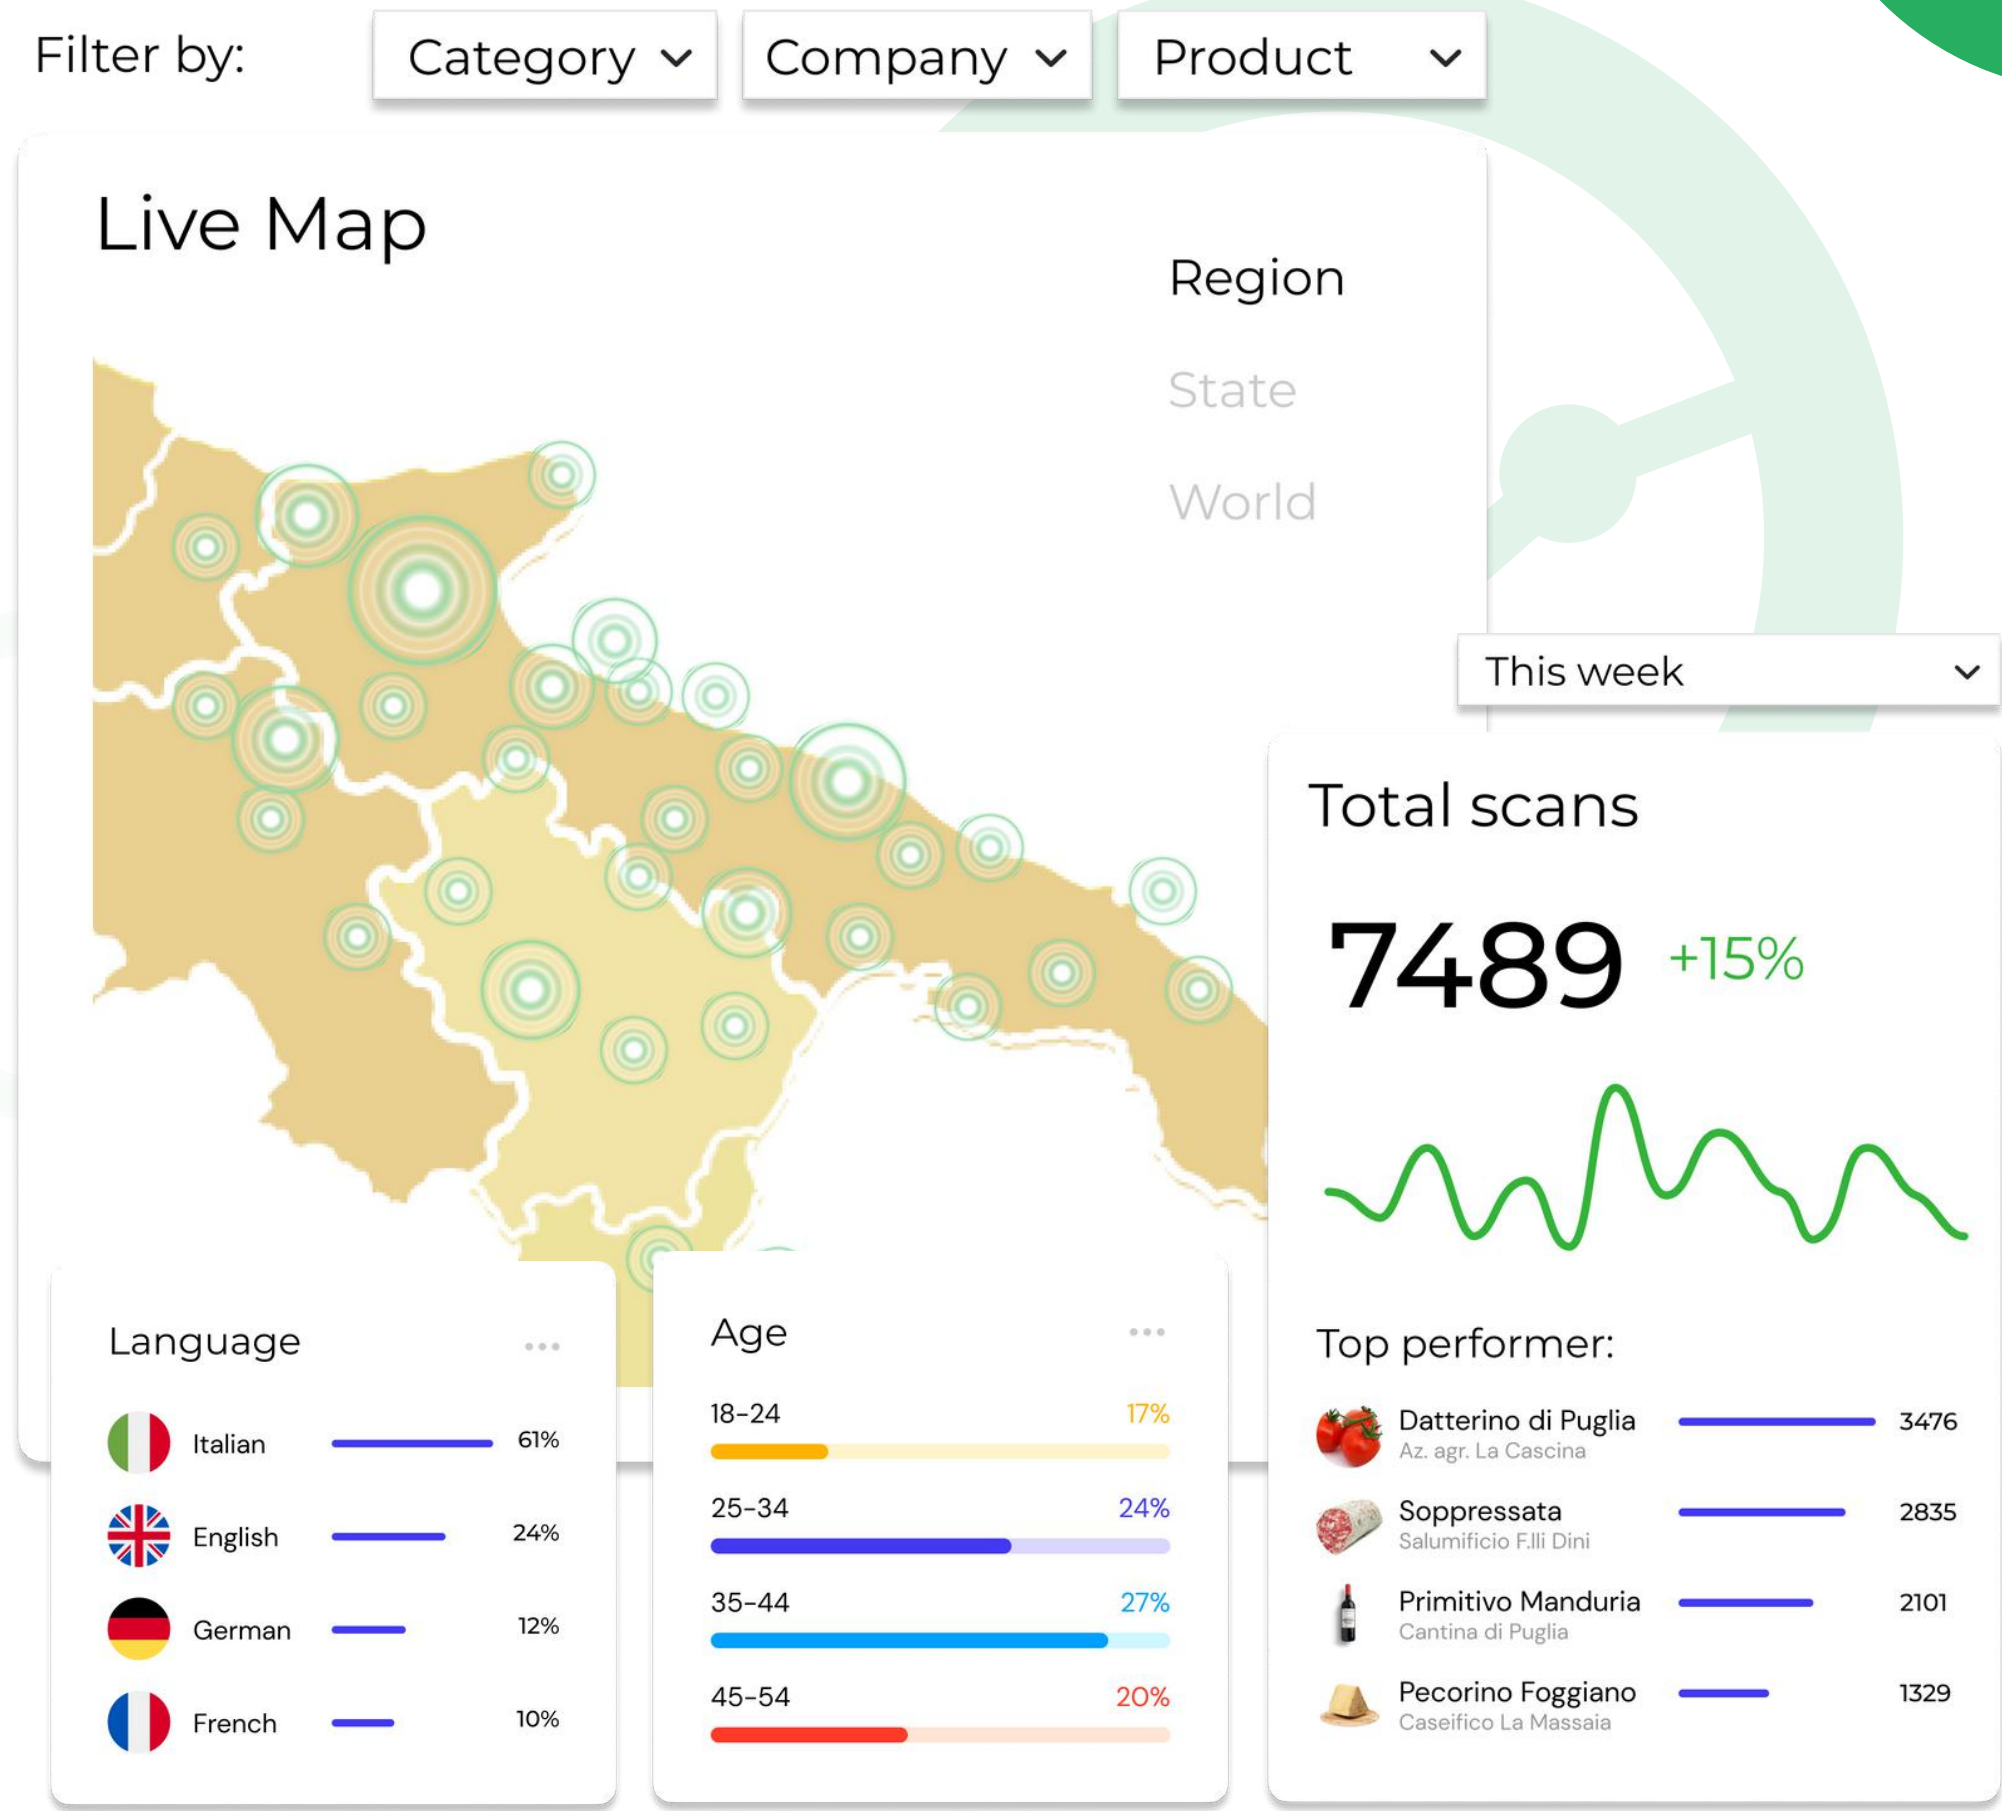 Filter by:
Category
Company
Product
Live Map
Region
State
World
This week
Total scans
7489 +15%
Language
Italian 61%
English 24%
German 12%
French 10%
Age
18-24 17%
25-34 24%
35-44 27%
45-54 20%
Top performer:
Datterino di Puglia 3476
Az. agr. La Cascina
Soppressata 2835
Salumificio F.lli Dini
Primitivo Manduria 2101
Cantina di Puglia
Pecorino Foggiano 1329
Caseifico La Massaia